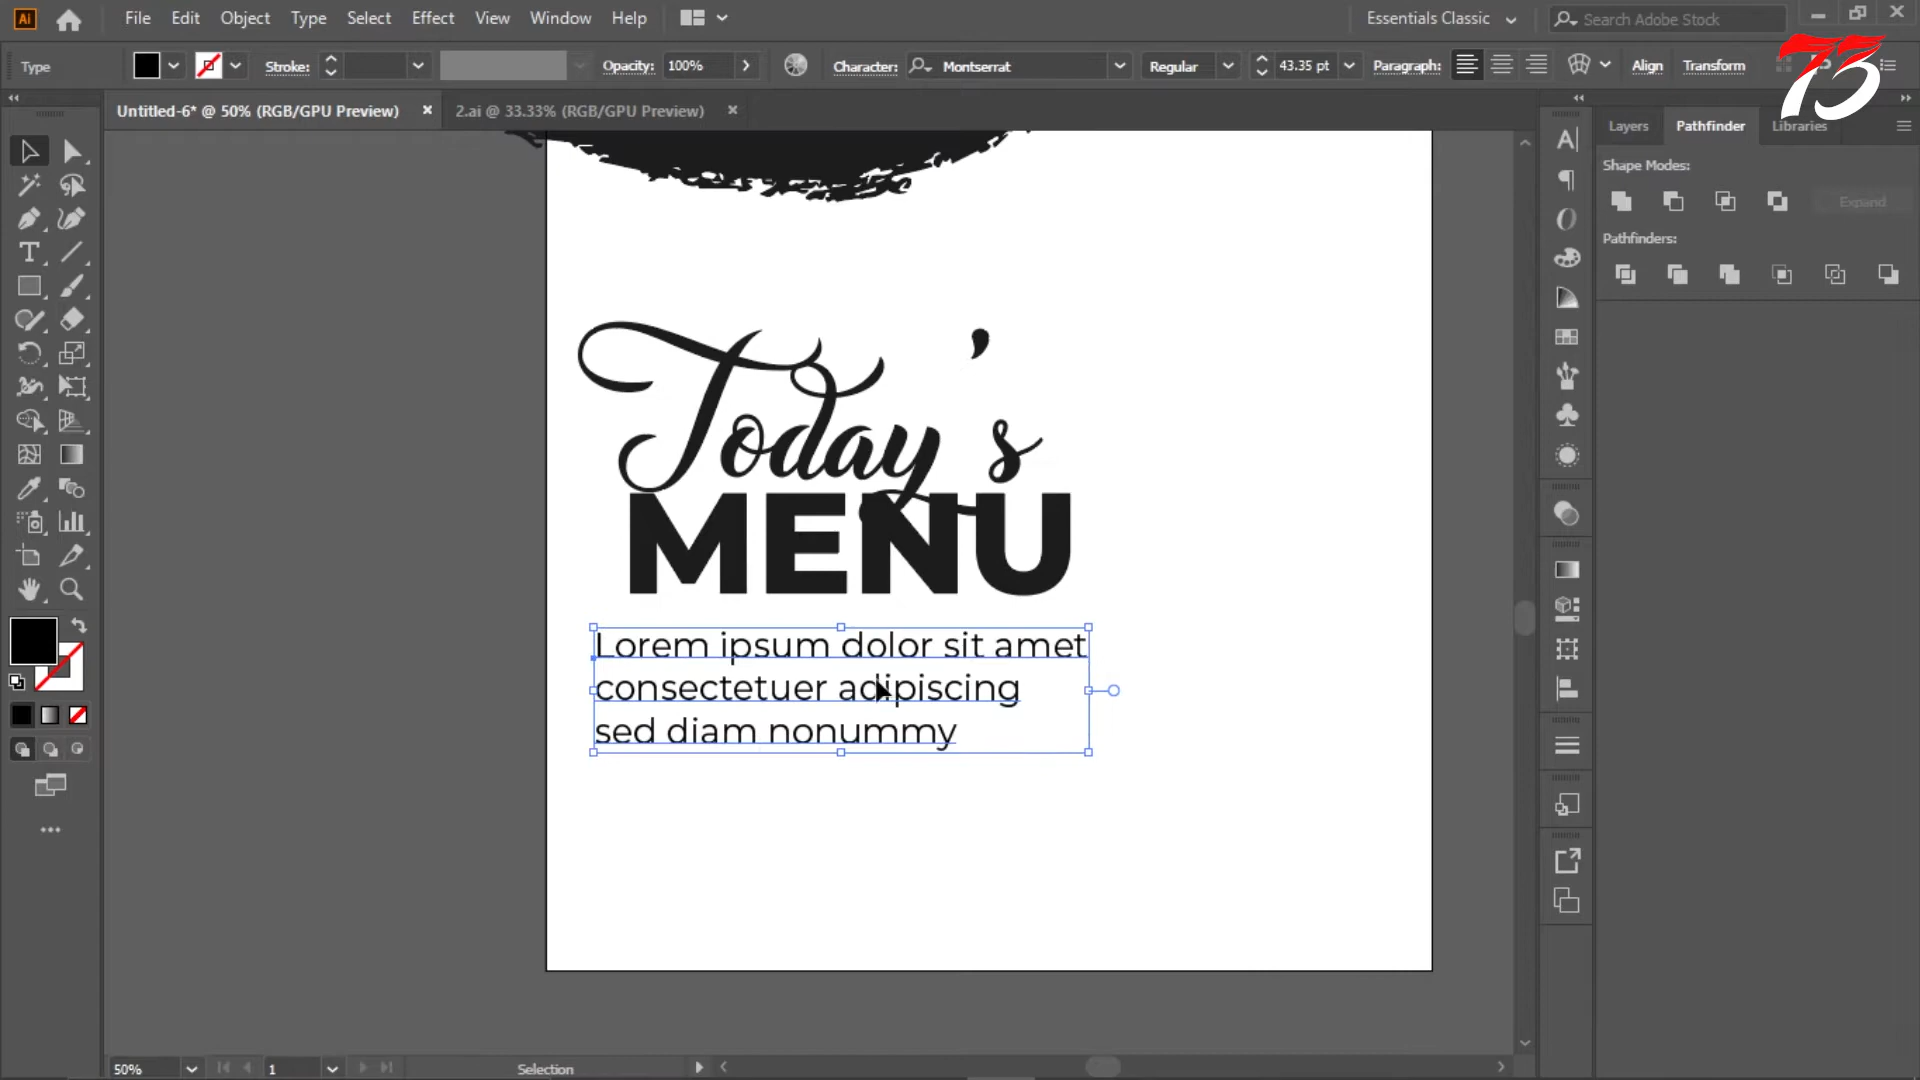 Ai File Edit Object Type Select Effect View Window Help Essentials Classic Search Adobe Stock
73
Type Stroke: Opacity: 100% Character: Montserrat Regular 43.35 pt Paragraph: Align Transform
Untitled-6* @ 50% (RGB/GPU Preview) × 2.ai @ 33.33% (RGB/GPU Preview) ×
Layers Pathfinder Libraries
Shape Modes:
Expand
Pathfinders:
Today's
MENU
Lorem ipsum dolor sit amet
consectetuer adipiscing
sed diam nonummy
50% 1 Selection